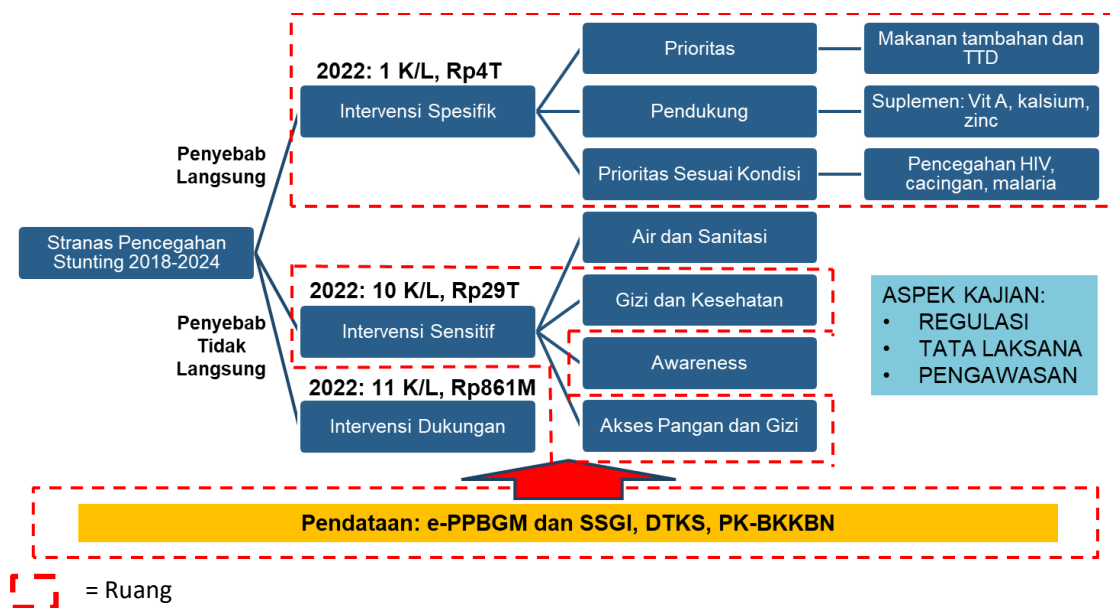 Prioritas
Makanan tambahan dan
TTD
2022: 1 K/L, Rp4T
Intervensi Spesifik
Pendukung
Suplemen: Vit A, kalsium,
zinc
Penyebab
Langsung
Prioritas Sesuai Kondisi
Pencegahan HIV,
cacingan, malaria
Stranas Pencegahan
Stunting 2018-2024
Air dan Sanitasi
2022: 10 K/L, Rp29T
Intervensi Sensitif
Gizi dan Kesehatan
Penyebab
Tidak
Langsung
Awareness
2022: 11 K/L, Rp861M
Intervensi Dukungan
Akses Pangan dan Gizi
ASPEK KAJIAN:
• REGULASI
• TATA LAKSANA
• PENGAWASAN
Pendataan: e-PPBGM dan SSGI, DTKS, PK-BKKBN
= Ruang